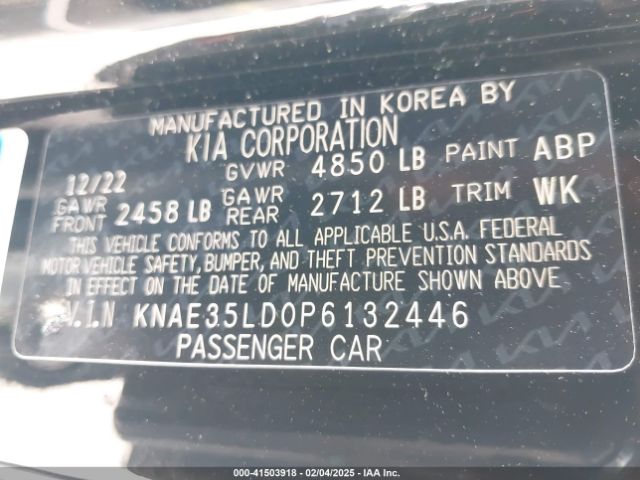 MANUFACTURED IN KOREA BY
KIA CORPORATION
12/22 GVWR 4850 LB PAINT ABP
GAWR FRONT 2458 LB GAWR REAR 2712 LB TRIM WK
THIS VEHICLE CONFORMS TO ALL APPLICABLE U.S.A. FEDERAL
MOTOR VEHICLE SAFETY, BUMPER, AND THEFT PREVENTION STANDARDS
IN EFFECT ON THE DATE OF MANUFACTURE SHOWN ABOVE
V.I.N KNAE35LD0P6132446
PASSENGER CAR
000-41503918 - 02/04/2025 - IAA Inc.